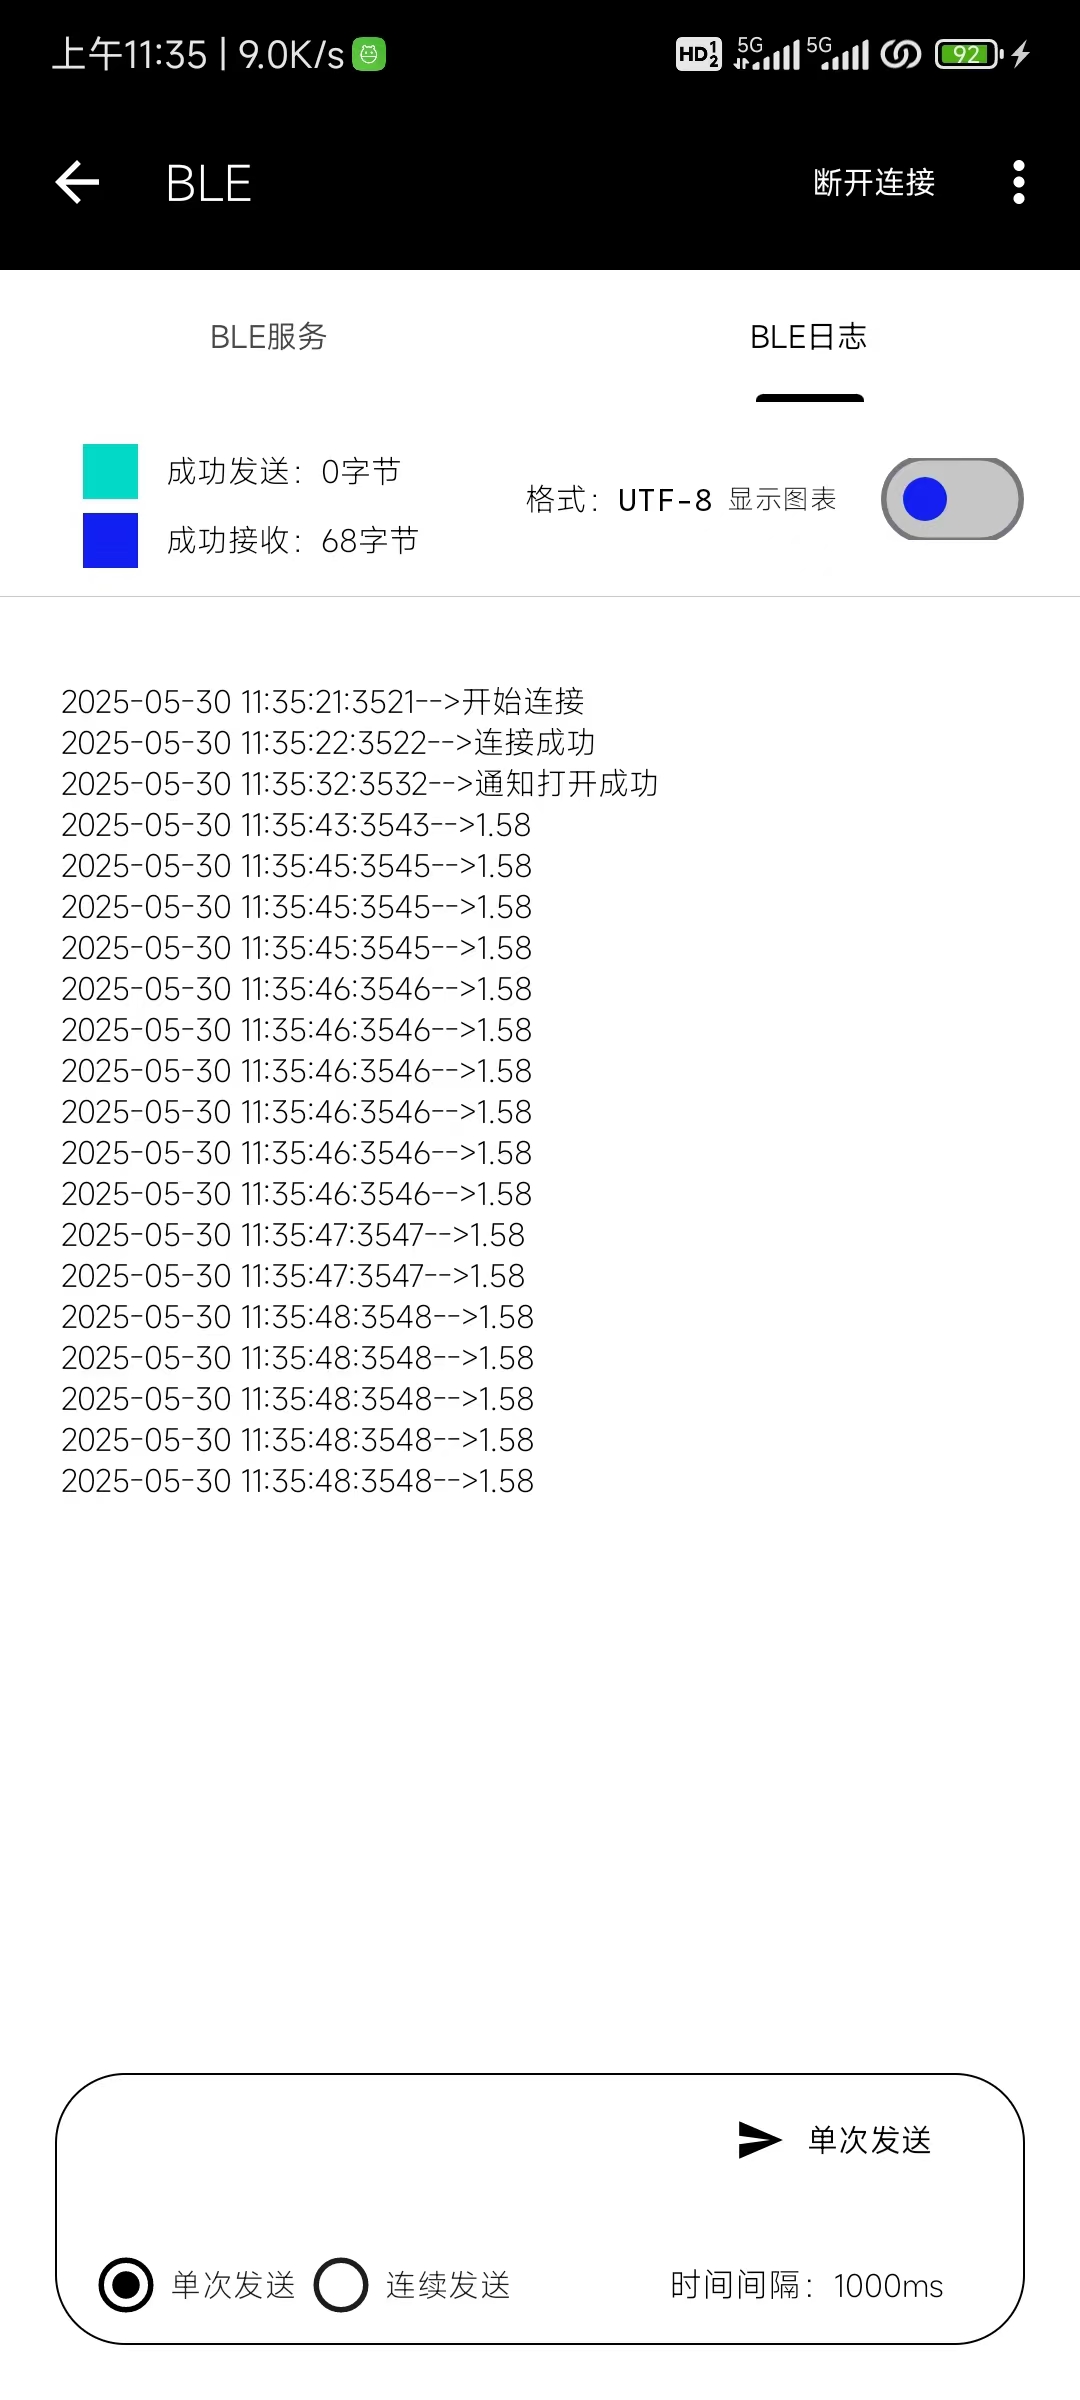 上午11:35 | 9.0K/s
HD 1 2 5G 5G 92
BLE 断开连接
BLE服务 BLE日志
成功发送：0字节
格式：UTF-8 显示图表
成功接收：68字节
2025-05-30 11:35:21:3521-->开始连接
2025-05-30 11:35:22:3522-->连接成功
2025-05-30 11:35:32:3532-->通知打开成功
2025-05-30 11:35:43:3543-->1.58
2025-05-30 11:35:45:3545-->1.58
2025-05-30 11:35:45:3545-->1.58
2025-05-30 11:35:45:3545-->1.58
2025-05-30 11:35:46:3546-->1.58
2025-05-30 11:35:46:3546-->1.58
2025-05-30 11:35:46:3546-->1.58
2025-05-30 11:35:46:3546-->1.58
2025-05-30 11:35:46:3546-->1.58
2025-05-30 11:35:46:3546-->1.58
2025-05-30 11:35:47:3547-->1.58
2025-05-30 11:35:47:3547-->1.58
2025-05-30 11:35:48:3548-->1.58
2025-05-30 11:35:48:3548-->1.58
2025-05-30 11:35:48:3548-->1.58
2025-05-30 11:35:48:3548-->1.58
2025-05-30 11:35:48:3548-->1.58
单次发送
单次发送 连续发送 时间间隔：1000ms